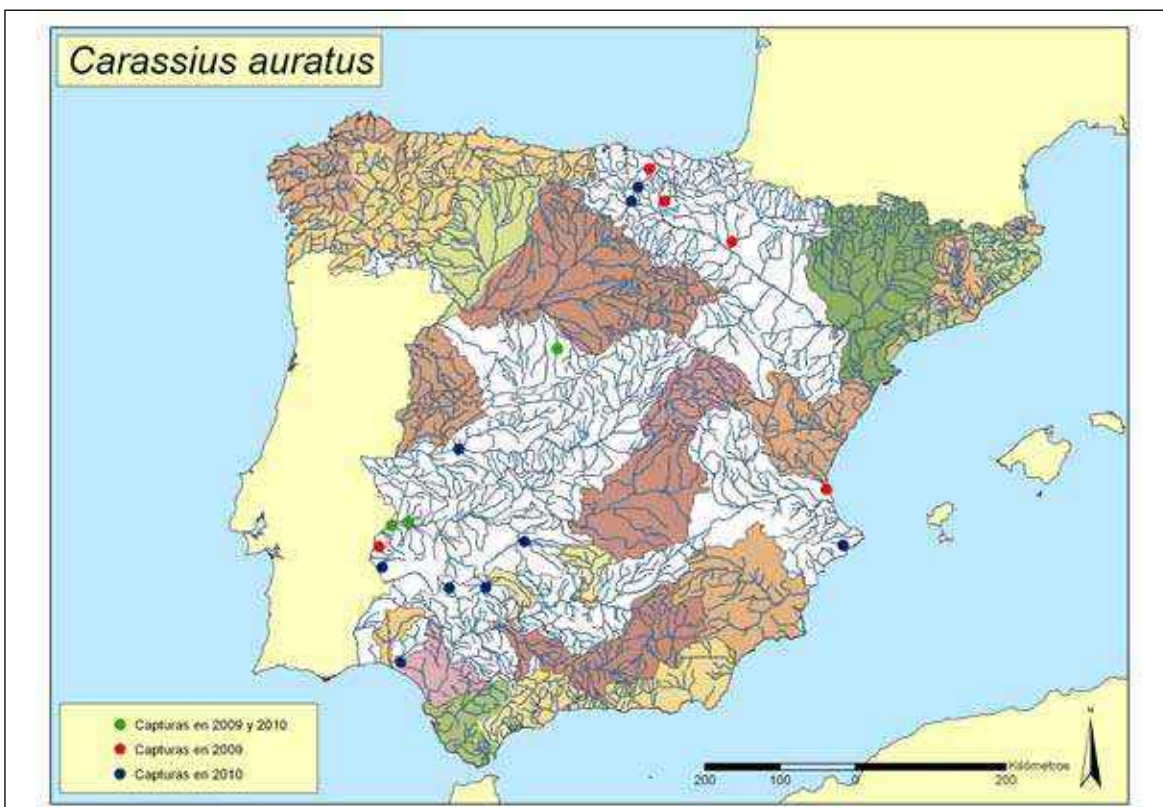 Carassius auratus
Capturas en 2009 y 2010
Capturas en 2009
Capturas en 2010
N
Kilómetros
200 100 0 200